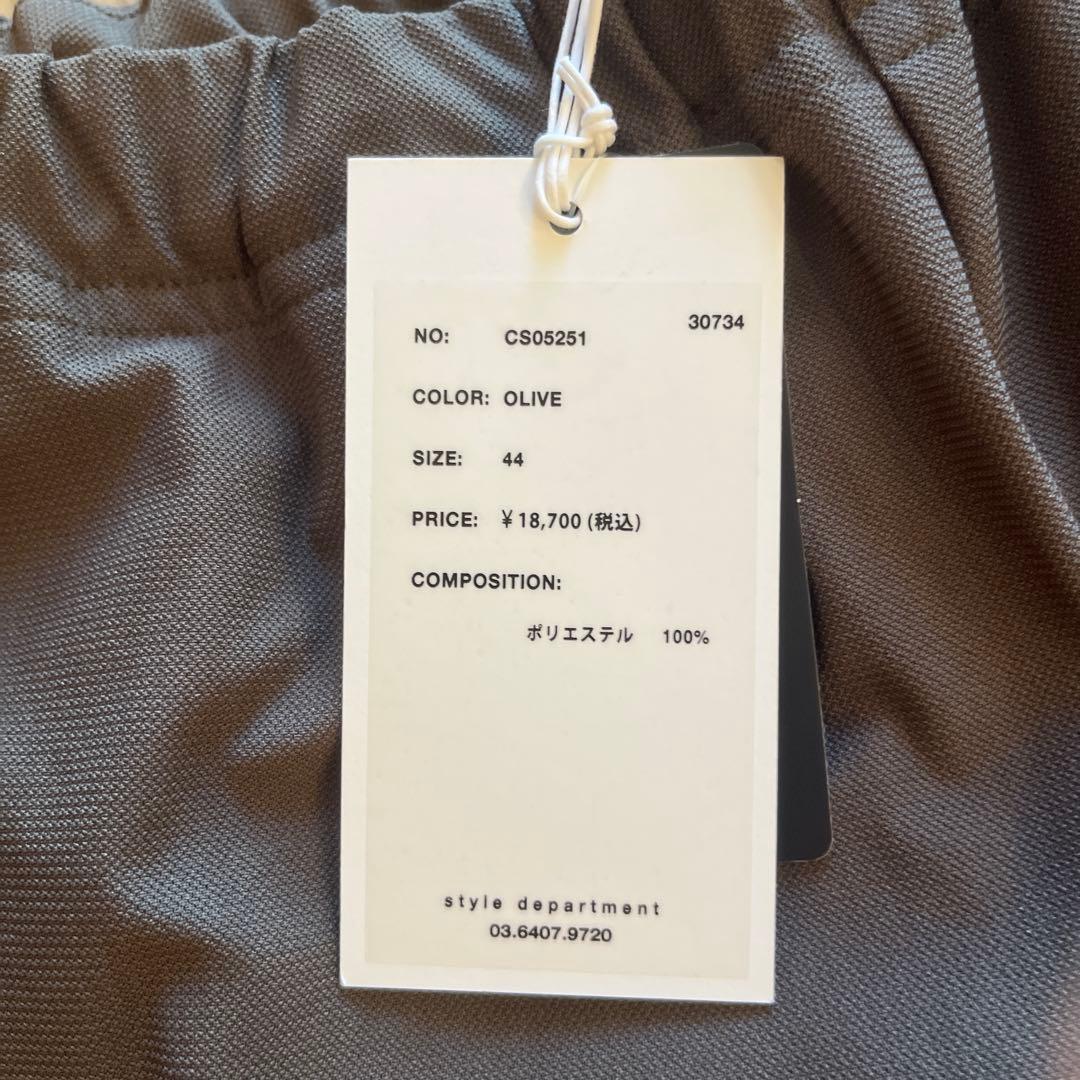 30734
NO: CS05251
COLOR: OLIVE
SIZE: 44
PRICE: ¥18,700(税込)
COMPOSITION:
ポリエステル 100%
style department
03.6407.9720